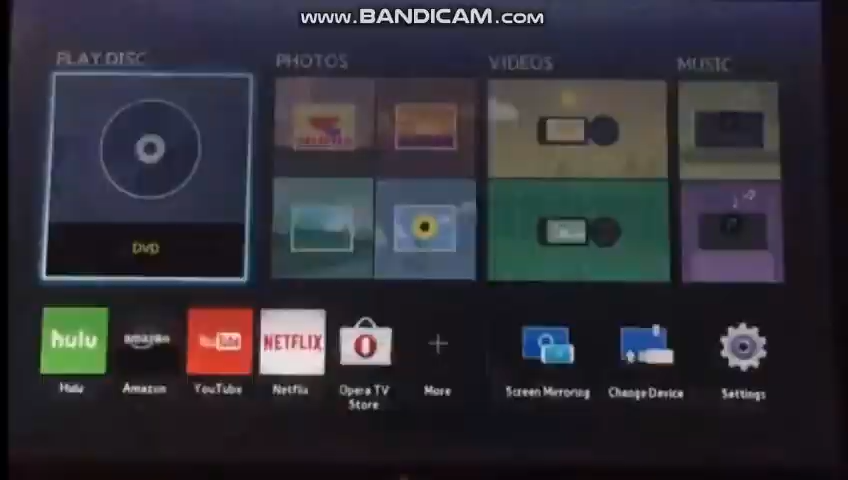 WWW.BANDICAM.COM
PLAY DISC
PHOTOS
VIDEOS
MUSIC
DVD
hulu
amazon
YouTube
NETFLIX
Hulu
Amazon
YouTube
Netflix
Opera TV
Store
More
Screen Mirroring
Change Device
Settings